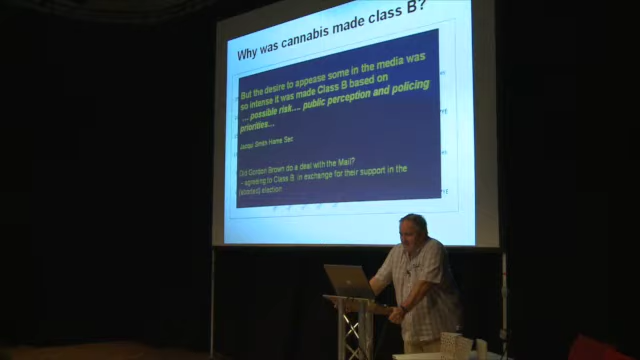 Why was cannabis made class B?
But the desire to appease some in the media was
so intense it was made Class B based on
... possible risk.... public perception and policing
priorities...
Jacqui Smith Home Sec
Did Gordon Brown do a deal with the Mail?
- agreeing to Class B, in exchange for their support in the
(aborted) election